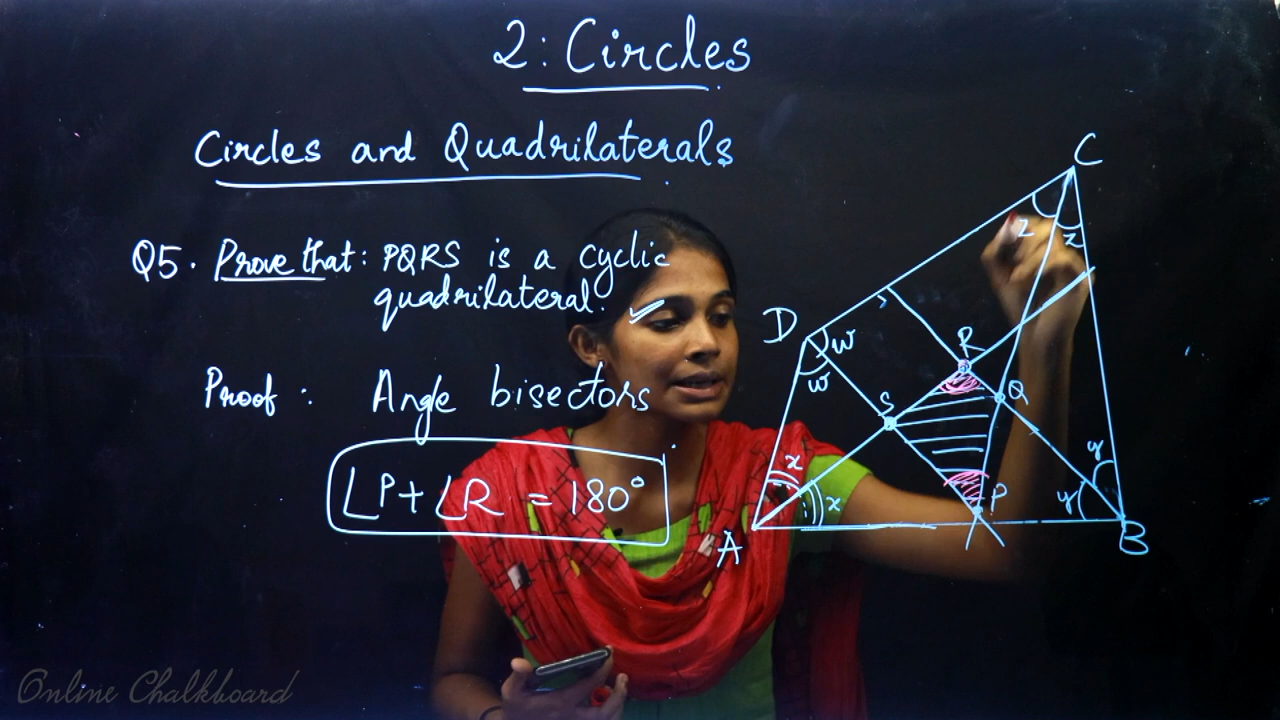 2: Circles
Circles and Quadrilaterals
Q5. Prove that: PQRS is a cyclic
quadrilateral.
Proof: Angle bisectors
∠P+∠R = 180°
C
D
w
w
z
z
R
S
Q
x
x
y
y
P
A
B
Online Chalkboard